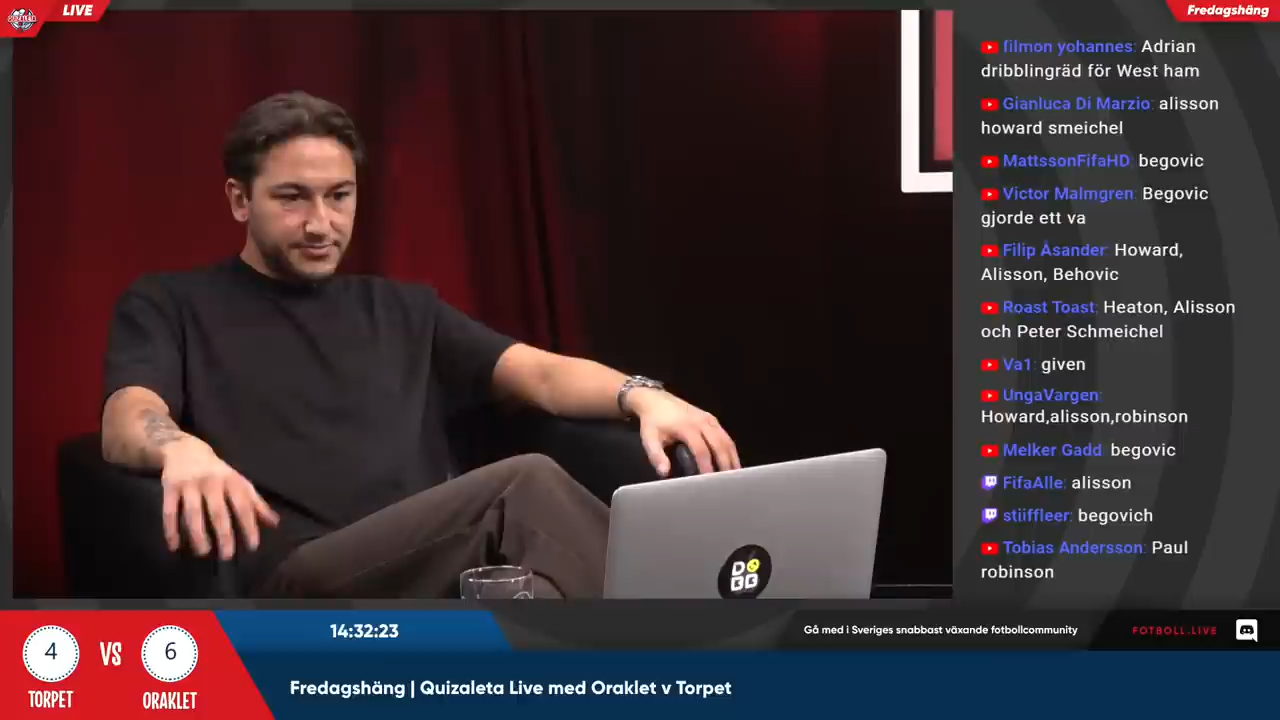 QUIZALETA
LIVE
Fredagshäng
filmon yohannes: Adrian
dribblingräd för West ham
Gianluca Di Marzio: alisson
howard smeichel
MattssonFifaHD: begovic
Victor Malmgren: Begovic
gjorde ett va
Filip Åsander: Howard,
Alisson, Behovic
Roast Toast: Heaton, Alisson
och Peter Schmeichel
Va1: given
UngaVargen:
Howard,alisson,robinson
Melker Gadd: begovic
FifaAlle: alisson
stiiffleer: begovich
Tobias Andersson: Paul
robinson
4 VS 6
TORPET ORAKLET
14:32:23
Gå med i Sveriges snabbast växande fotbollcommunity
FOTBOLL.LIVE
Fredagshäng | Quizaleta Live med Oraklet v Torpet